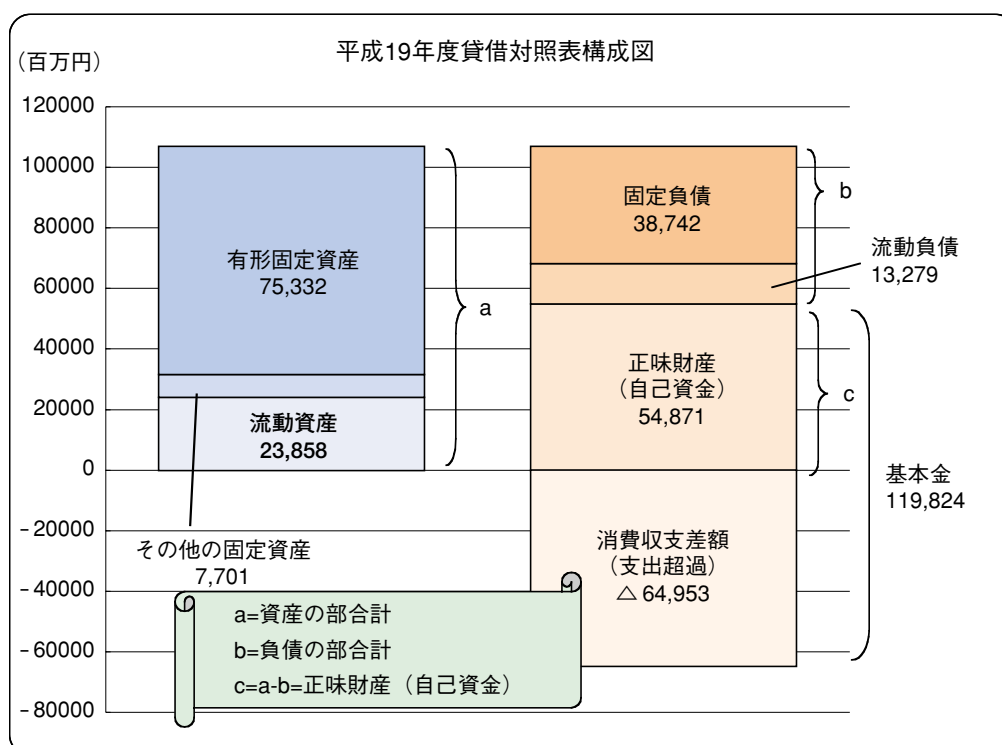 平成19年度貸借対照表構成図
（百万円）
120000
100000
80000
60000
40000
20000
0
-20000
-40000
-60000
-80000
有形固定資産
75,332
流動資産
23,858
その他の固定資産
7,701
a
固定負債
38,742
b
流動負債
13,279
正味財産
（自己資金）
54,871
c
基本金
119,824
消費収支差額
（支出超過）
△ 64,953
a=資産の部合計
b=負債の部合計
c=a-b=正味財産（自己資金）